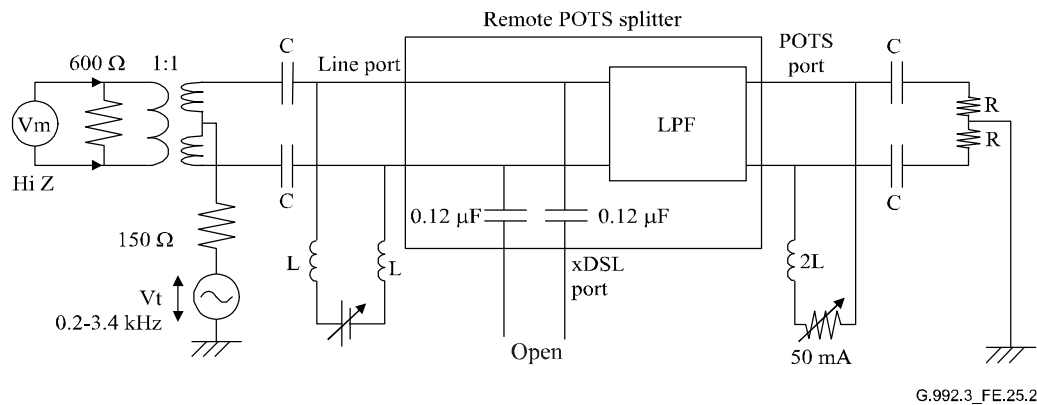 Remote POTS splitter
600 Ω
1:1
C
Line port
POTS
port
C
Vm
LPF
R
R
Hi Z
C
0.12 µF
0.12 µF
C
150 Ω
L
L
xDSL
port
2L
Vt
0.2-3.4 kHz
Open
50 mA
G.992.3_FE.25.2